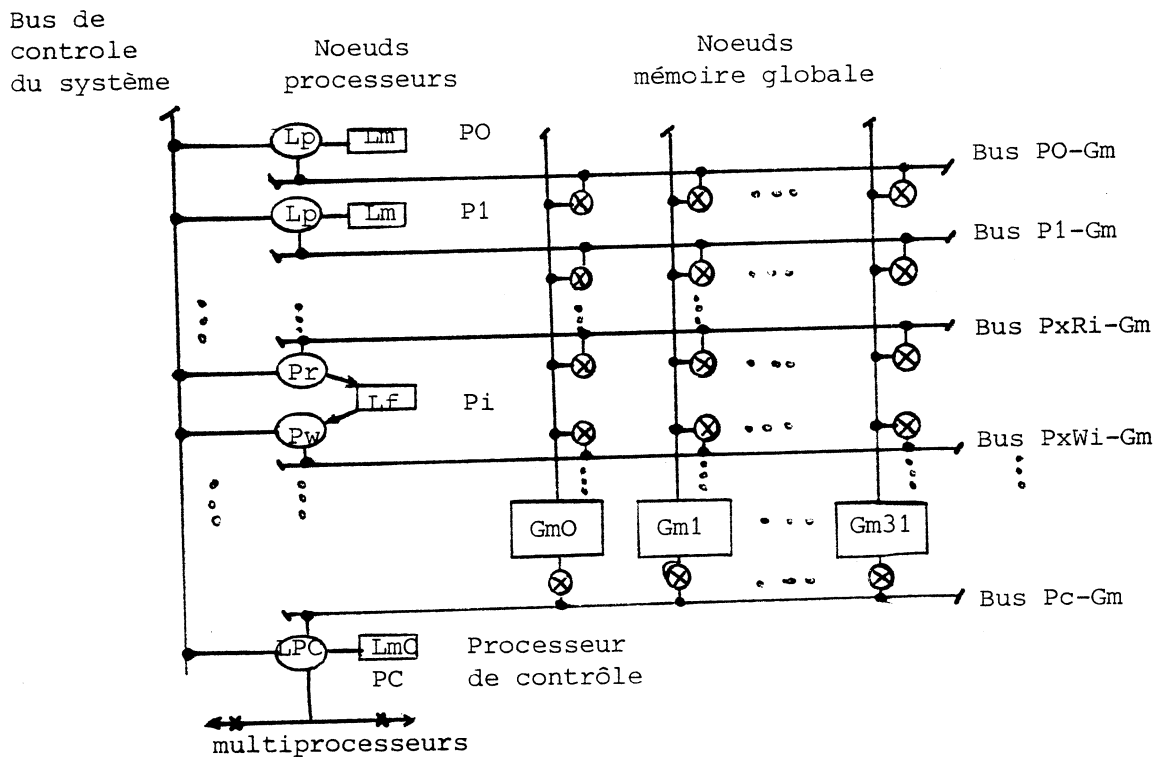 Bus de
controle
du système
Noeuds
processeurs
Noeuds
mémoire globale
Lp
Lm
PO
Bus PO-Gm
Lp
Lm
P1
Bus P1-Gm
Bus PxRi-Gm
Pr
Lf
Pi
Pw
Bus PxWi-Gm
GmO
Gm1
Gm31
Bus Pc-Gm
LPC
LmC
PC
Processeur
de contrôle
multiprocesseurs